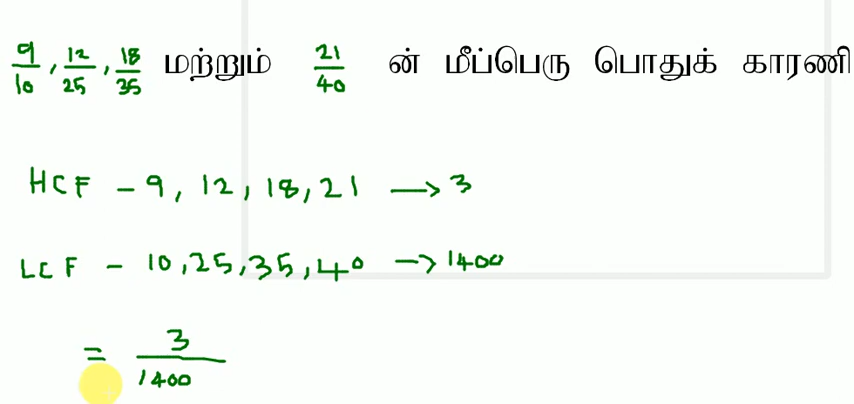 9/10, 12/25, 18/35 மற்றும் 21/40 ன் மீப்பெரு பொதுக் காரணி
HCF - 9, 12, 18, 21 → 3
LCF - 10, 25, 35, 40 → 1400
= 3/1400